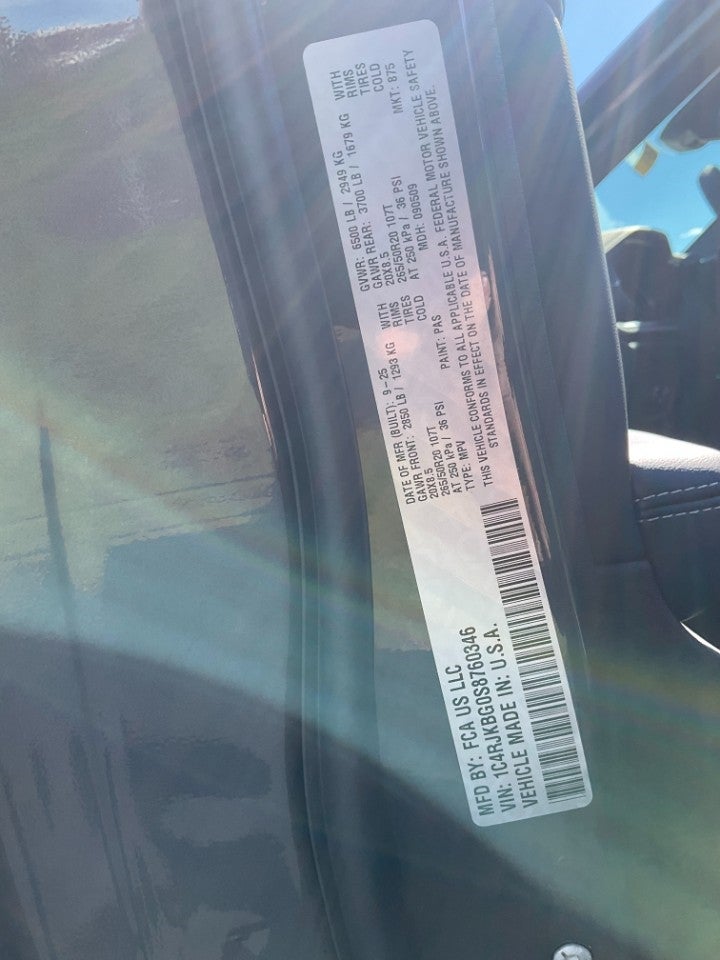 MFD BY: FCA US LLC
VIN: 1C4RJKBG0S8760346
VEHICLE MADE IN: U.S.A.
DATE OF MFR (BUILT): 9-25 GVWR: 6500 LB / 2949 KG
GAWR FRONT: 2850 LB / 1293 KG WITH GAWR REAR: 3700 LB / 1679 KG WITH
20X8.5 RIMS 20X8.5 RIMS
265/50R20 107T TIRES 265/50R20 107T TIRES
AT 250 kPa / 36 PSI COLD AT 250 kPa / 36 PSI COLD
TYPE: MPV PAINT: PAS MDH: 090509 MKT: 875
THIS VEHICLE CONFORMS TO ALL APPLICABLE U.S.A. FEDERAL MOTOR VEHICLE SAFETY
STANDARDS IN EFFECT ON THE DATE OF MANUFACTURE SHOWN ABOVE.